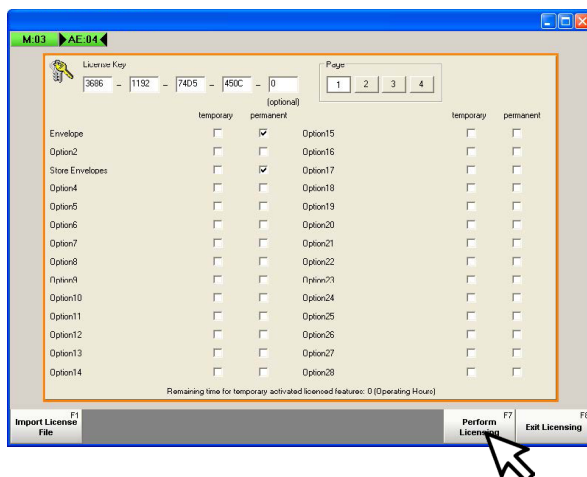 M:03 AE:04
License Key Page
3686 - 1192 - 74D5 - 450C - 0 1 2 3 4
(optional)
temporary permanent temporary permanent
Envelope Option15
Option2 Option16
Store Envelopes Option17
Option4 Option18
Option5 Option19
Option6 Option20
Option7 Option21
Option8 Option22
Option9 Option23
Option10 Option24
Option11 Option25
Option12 Option26
Option13 Option27
Option14 Option28
Remaining time for temporary activated licensed features: 0 (Operating Hours)
F1 F7 F8
Import License File Perform Licensing Exit Licensing